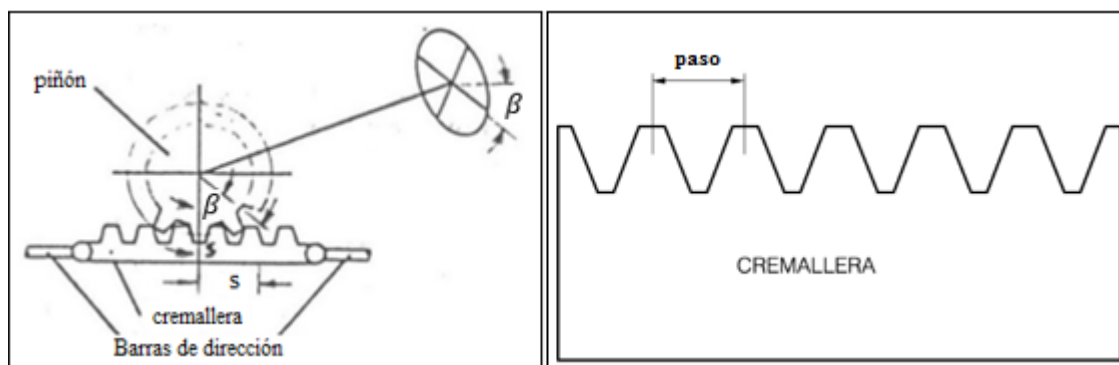 piñón
β
β
s
s
cremallera
Barras de dirección
paso
CREMALLERA